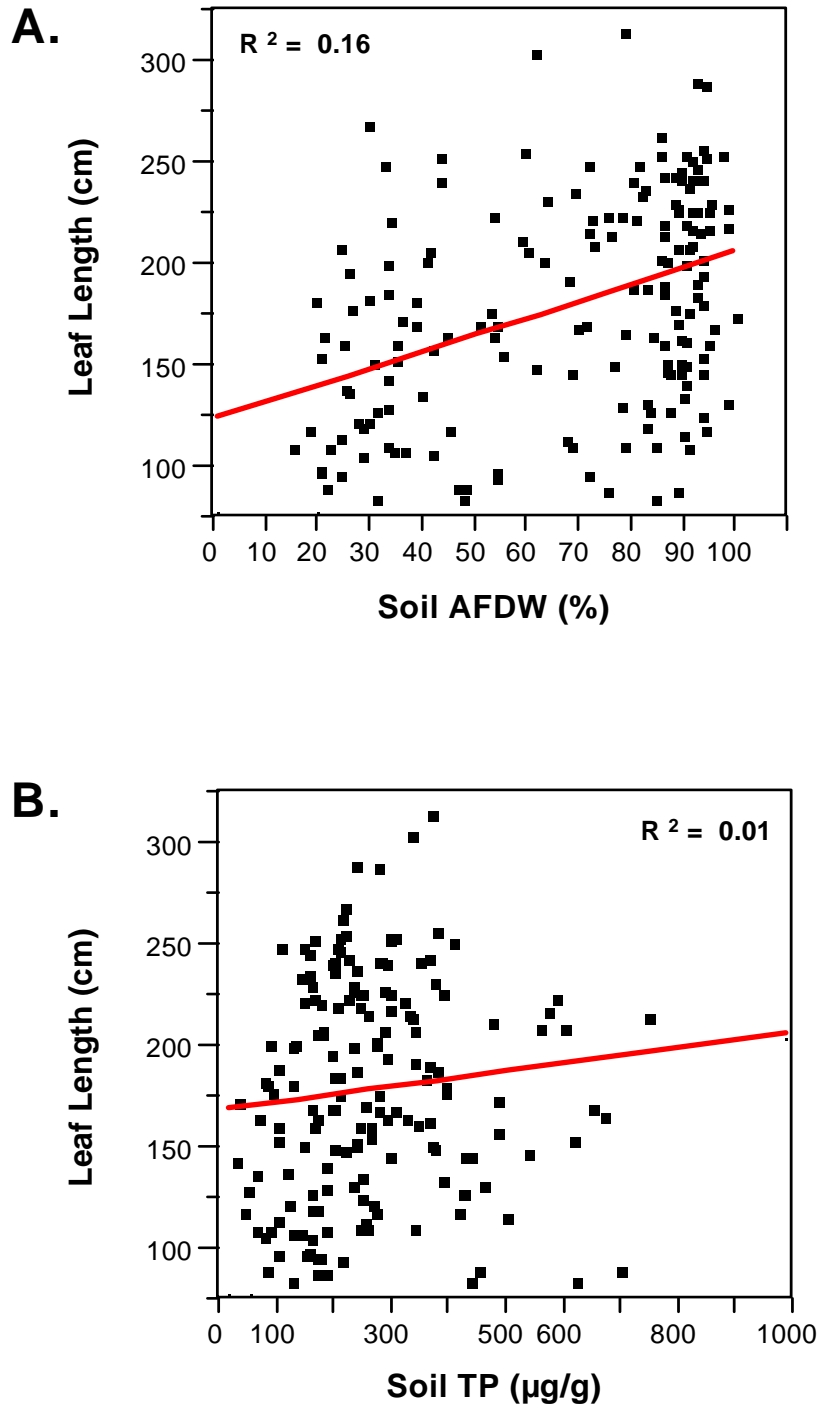 A.
R ² = 0.16
300
250
200
150
100
Leaf Length (cm)
0 10 20 30 40 50 60 70 80 90 100
Soil AFDW (%)
B.
R ² = 0.01
300
250
200
150
100
Leaf Length (cm)
0 100 300 500 600 800 1000
Soil TP (µg/g)